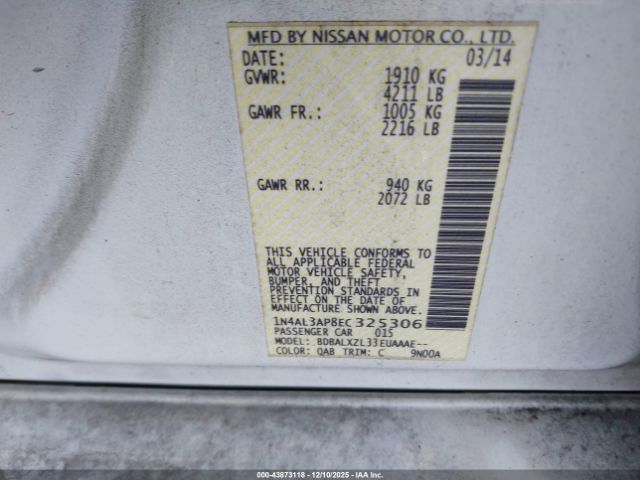 MFD BY NISSAN MOTOR CO., LTD.
DATE: 03/14
GVWR: 1910 KG
4211 LB
GAWR FR.: 1005 KG
2216 LB
GAWR RR.: 940 KG
2072 LB
THIS VEHICLE CONFORMS TO
ALL APPLICABLE FEDERAL
MOTOR VEHICLE SAFETY,
BUMPER, AND THEFT
PREVENTION STANDARDS IN
EFFECT ON THE DATE OF
MANUFACTURE SHOWN ABOVE.
1N4AL3AP8EC325306
PASSENGER CAR 015
MODEL: BDBALXZL33EUAAAE--
COLOR: QAB TRIM: C 9N00A
000-43873118 - 12/10/2025 - IAA Inc.